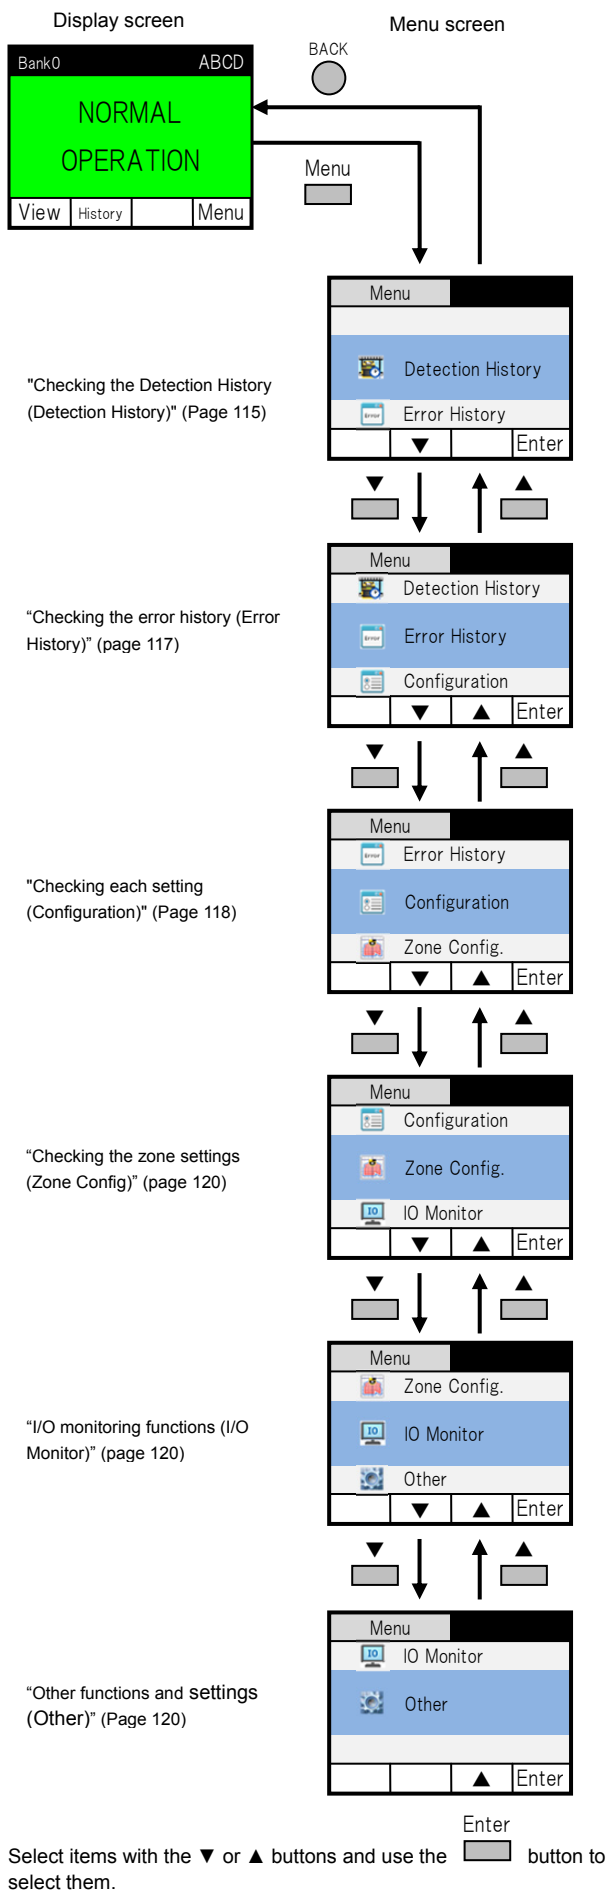 Display screen
Menu screen
BACK
Bank0 ABCD
NORMAL
OPERATION
View History Menu
Menu
Menu
Detection History
Error History
▼ Enter
"Checking the Detection History
(Detection History)" (Page 115)
▼ ▲
Menu
Detection History
Error History
Configuration
▼ ▲ Enter
“Checking the error history (Error
History)” (page 117)
▼ ▲
Menu
Error History
Configuration
Zone Config.
▼ ▲ Enter
"Checking each setting
(Configuration)" (Page 118)
▼ ▲
Menu
Configuration
Zone Config.
IO IO Monitor
▼ ▲ Enter
“Checking the zone settings
(Zone Config)” (page 120)
▼ ▲
Menu
Zone Config.
IO IO Monitor
Other
▼ ▲ Enter
“I/O monitoring functions (I/O
Monitor)” (page 120)
▼ ▲
Menu
IO IO Monitor
Other
▲ Enter
“Other functions and settings
(Other)” (Page 120)
Enter
Select items with the ▼ or ▲ buttons and use the button to
select them.